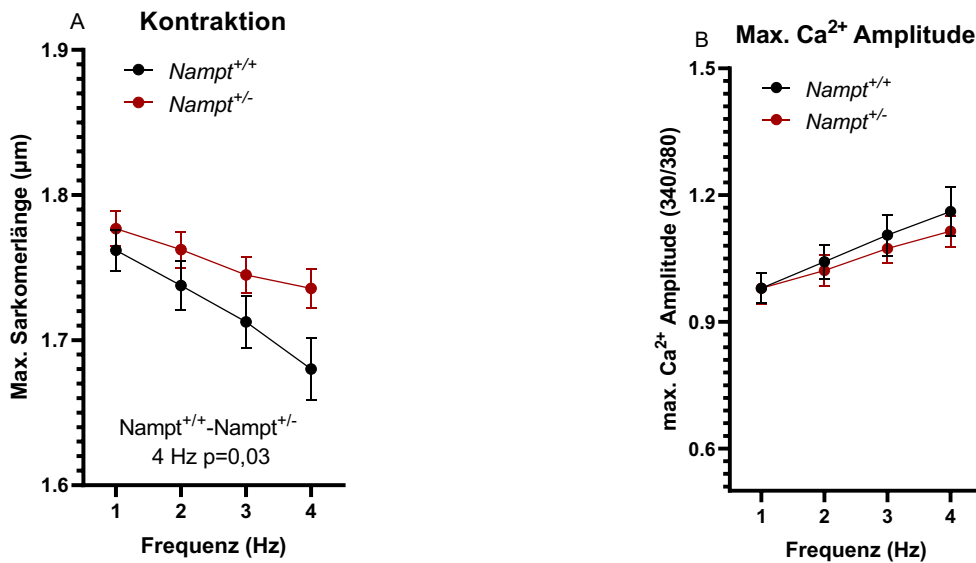 A
Kontraktion
Nampt+/+
Nampt+/-
Max. Sarkomerlänge (µm)
1.9
1.8
1.7
1.6
Nampt+/+-Nampt+/-
4 Hz p=0,03
1 2 3 4
Frequenz (Hz)
B
Max. Ca2+ Amplitude
Nampt+/+
Nampt+/-
max. Ca2+ Amplitude (340/380)
1.5
1.2
0.9
0.6
1 2 3 4
Frequenz (Hz)